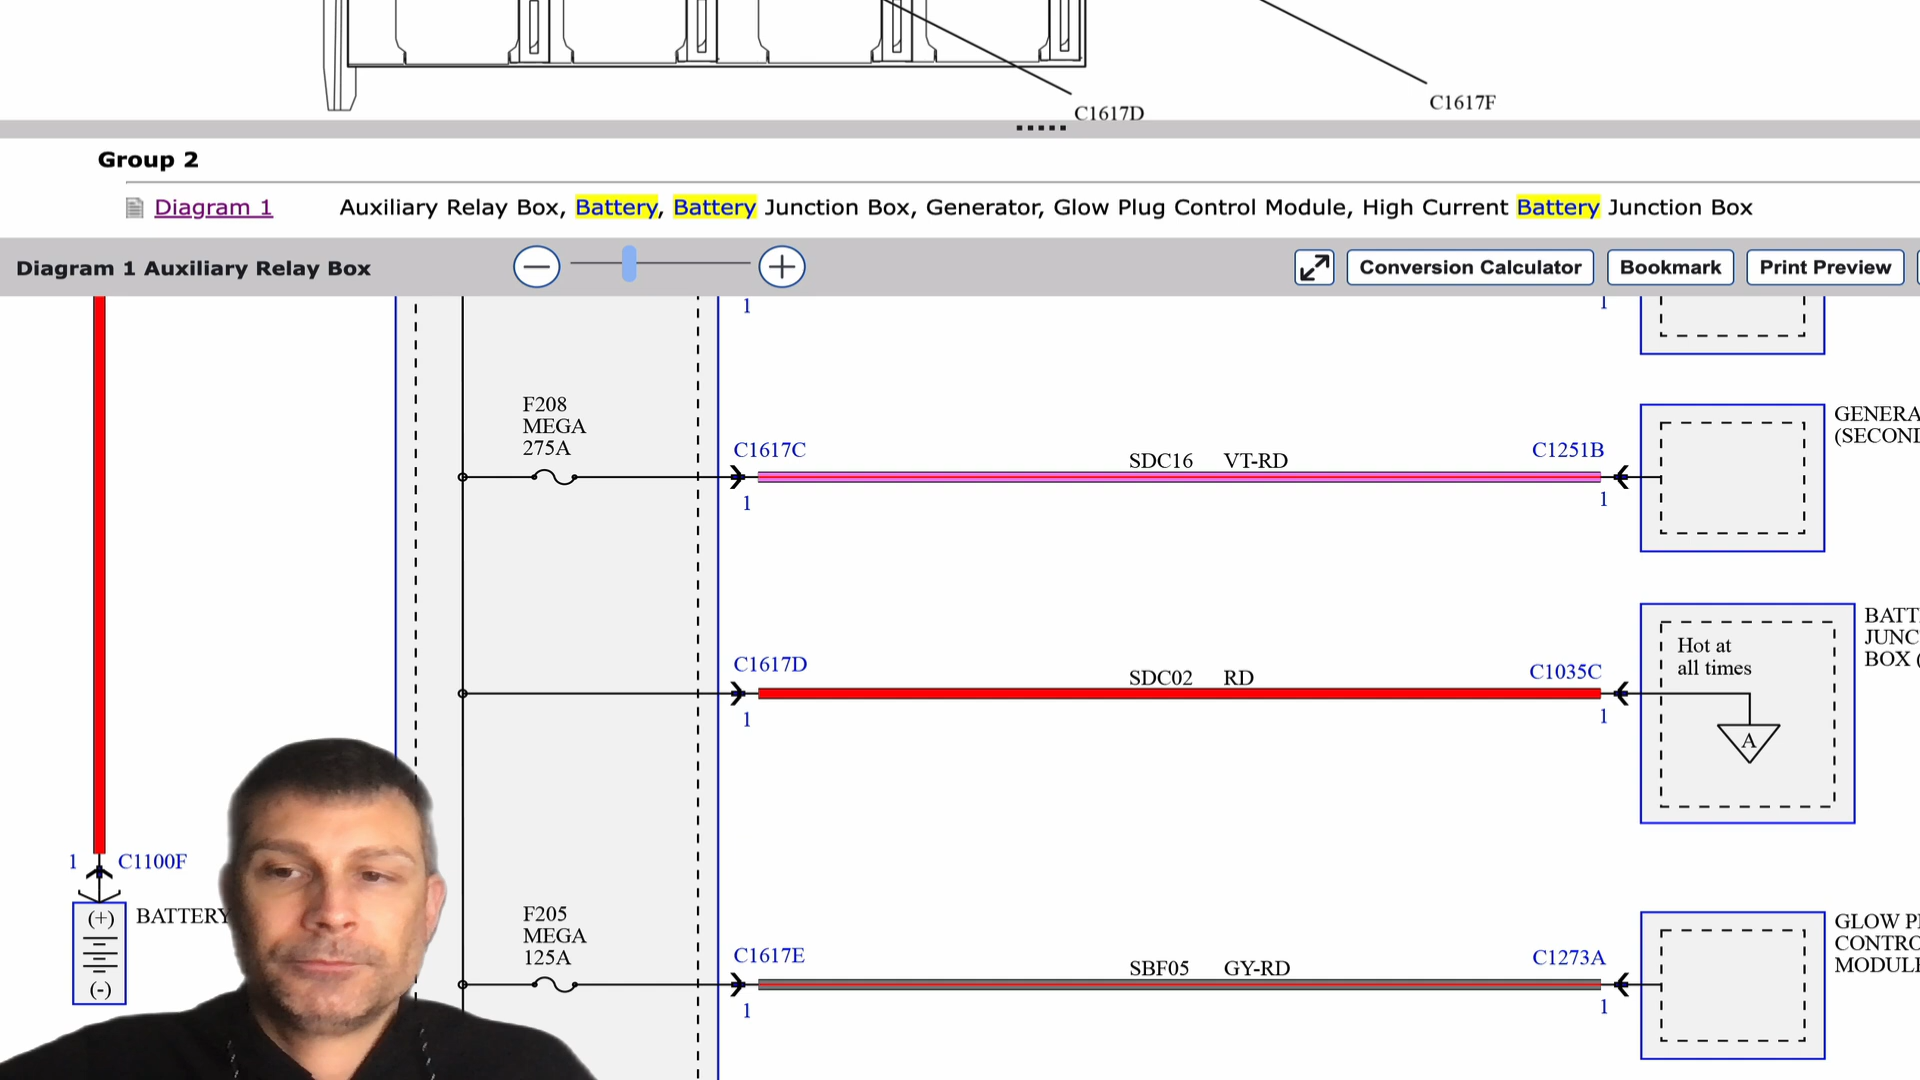 C1617D
C1617F
Group 2
Diagram 1 Auxiliary Relay Box, Battery, Battery Junction Box, Generator, Glow Plug Control Module, High Current Battery Junction Box
Diagram 1 Auxiliary Relay Box
Conversion Calculator
Bookmark
Print Preview
1
1
F208
MEGA
275A
C1617C
SDC16 VT-RD
C1251B
1
1
GENERA
(SECOND
C1617D
SDC02 RD
C1035C
1
1
Hot at
all times
A
BATT
JUNC
BOX (
1 C1100F
(+)
BATTERY
(-)
F205
MEGA
125A
C1617E
SBF05 GY-RD
C1273A
1
1
GLOW P
CONTRO
MODULE